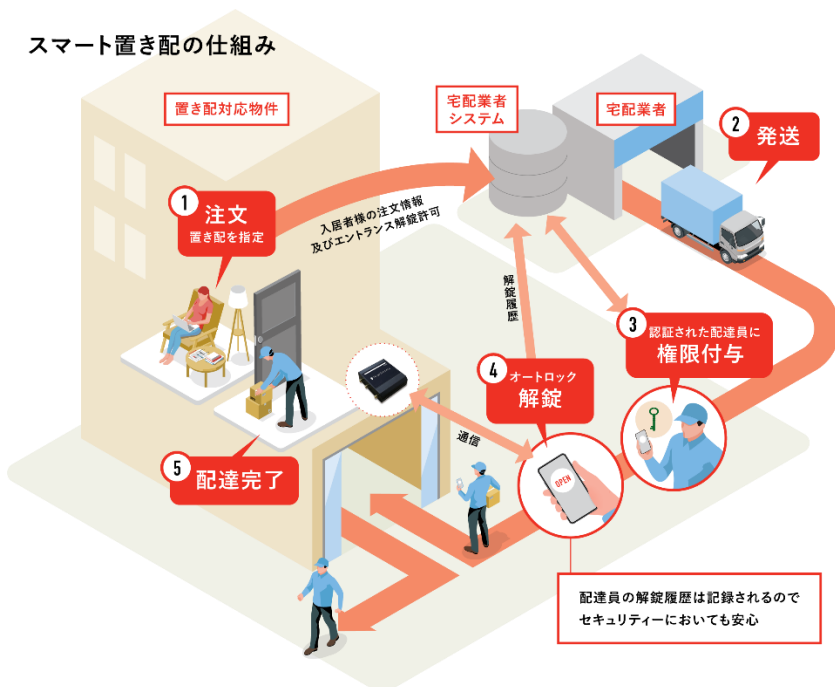 スマート置き配の仕組み
置き配対応物件
宅配業者
システム
宅配業者
2 発送
1 注文
置き配を指定
入居者様の注文情報
及びエントランス解錠許可
解錠履歴
3 認証された配達員に
権限付与
4 オートロック
解錠
通信
OPEN
5 配達完了
配達員の解錠履歴は記録されるので
セキュリティーにおいても安心